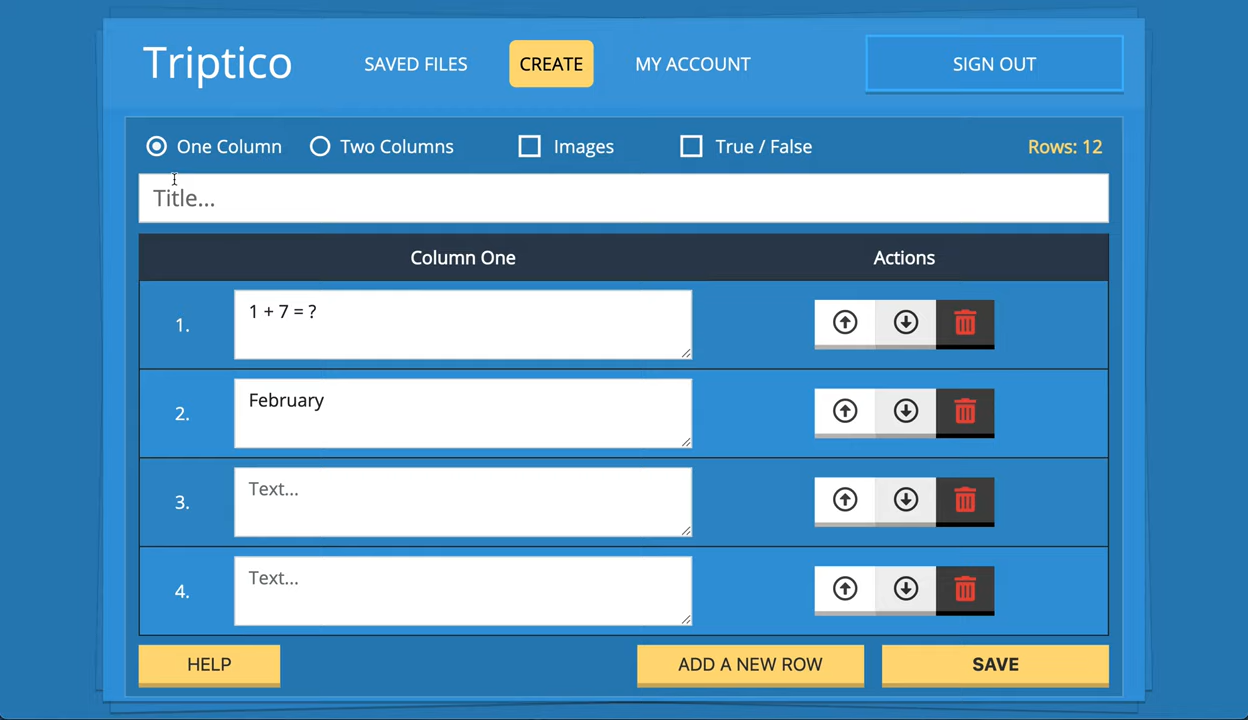 Triptico
SAVED FILES
CREATE
MY ACCOUNT
SIGN OUT
One Column
Two Columns
Images
True / False
Rows: 12
Title...
Column One
Actions
1.
1 + 7 = ?
2.
February
3.
Text...
4.
Text...
HELP
ADD A NEW ROW
SAVE